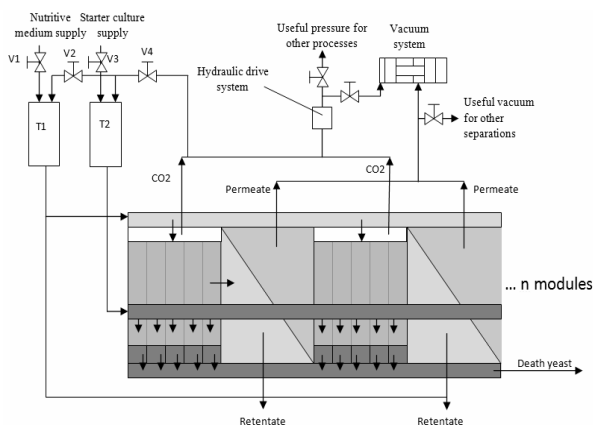 Nutritive
medium supply
Starter culture
supply
V1
V2
V3
V4
T1
T2
Useful pressure for
other processes
Vacuum
system
Hydraulic drive
system
Useful vacuum
for other
separations
CO2
CO2
Permeate
Permeate
... n modules
Death yeast
Retentate
Retentate